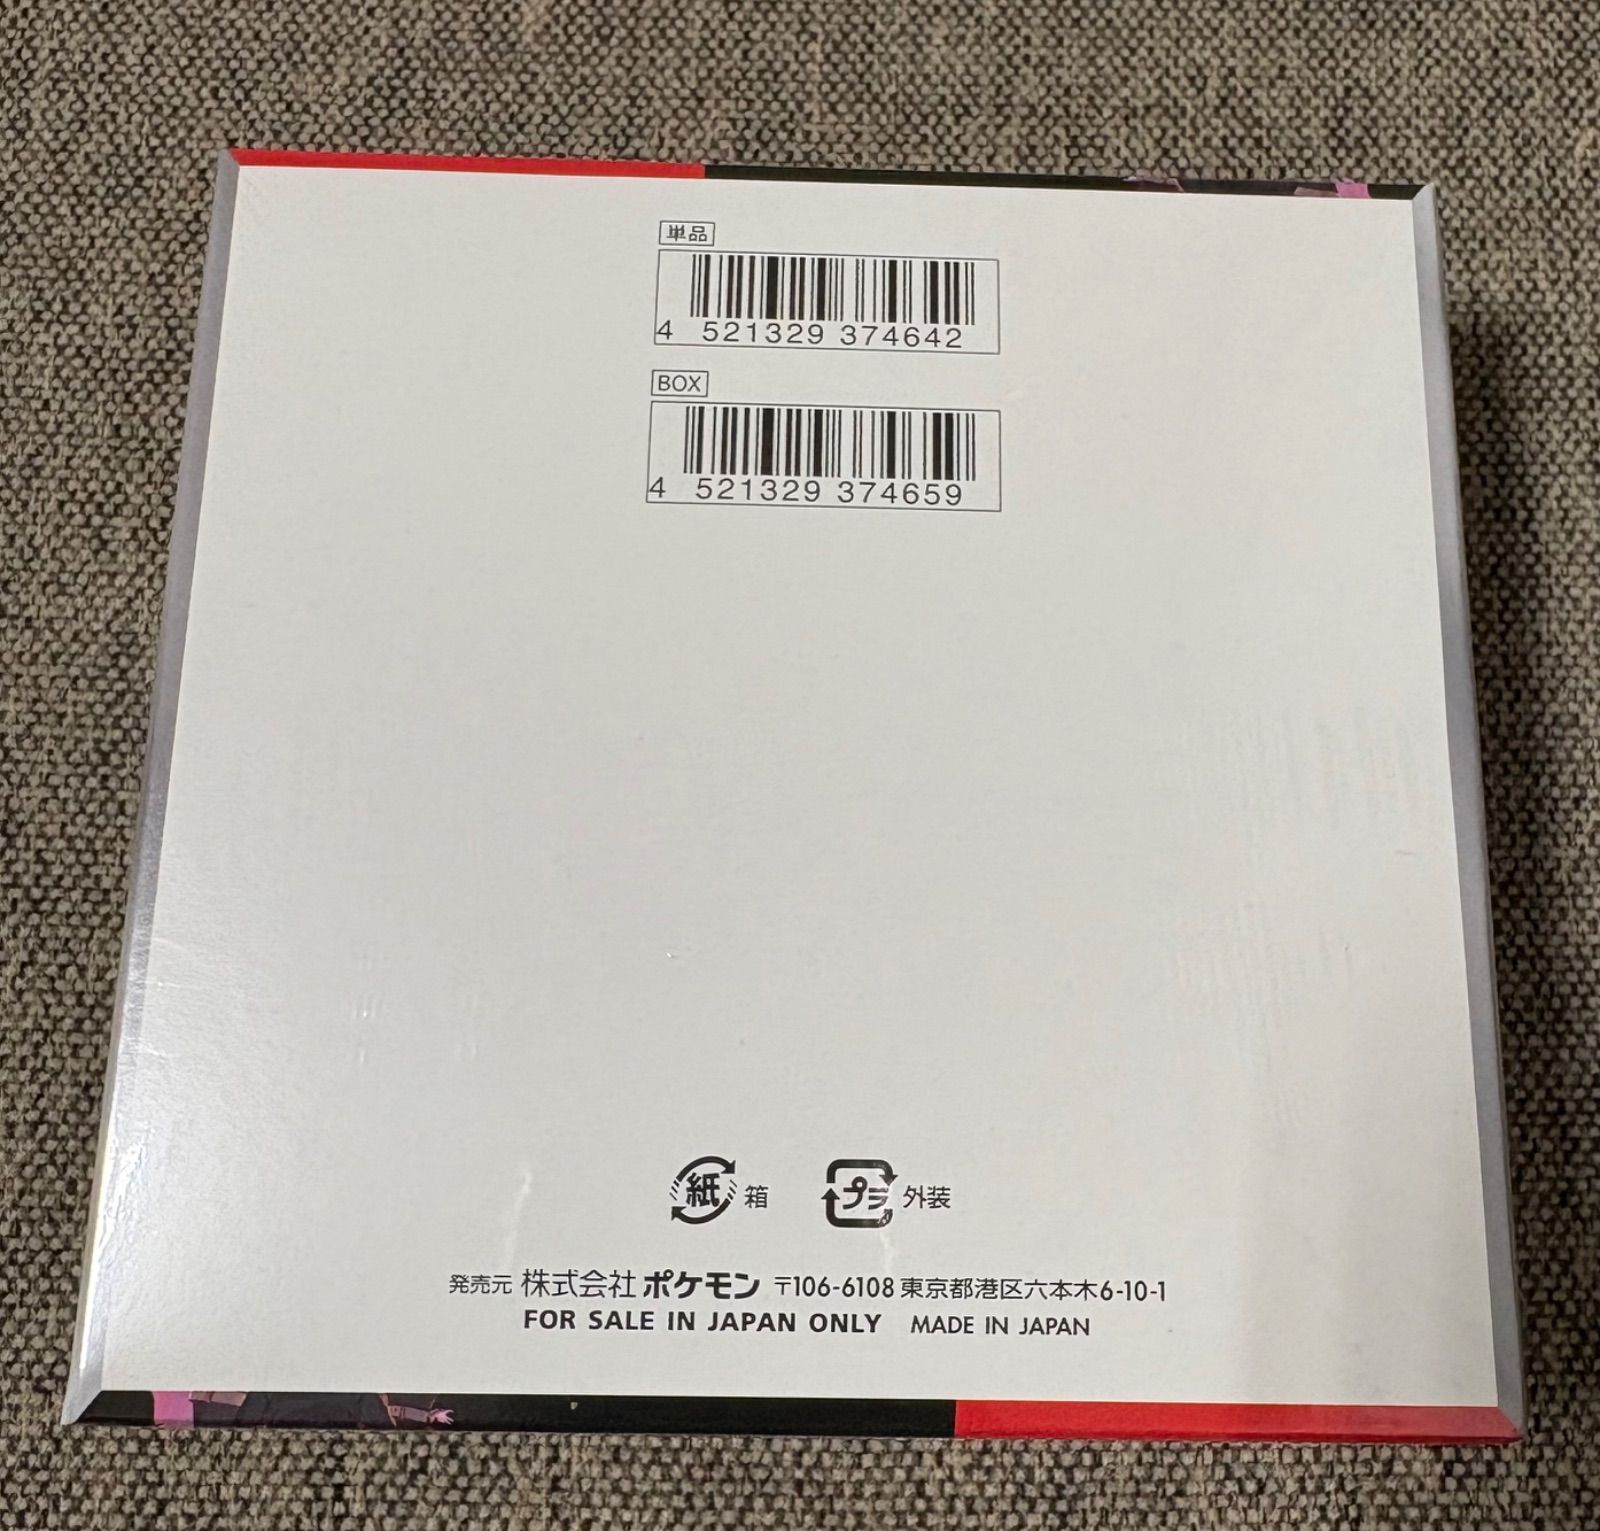 単品
4 521329 374642
BOX
4 521329 374659
紙 箱 プラ 外装
発売元 株式会社 ポケモン 〒106-6108 東京都港区六本木6-10-1
FOR SALE IN JAPAN ONLY MADE IN JAPAN